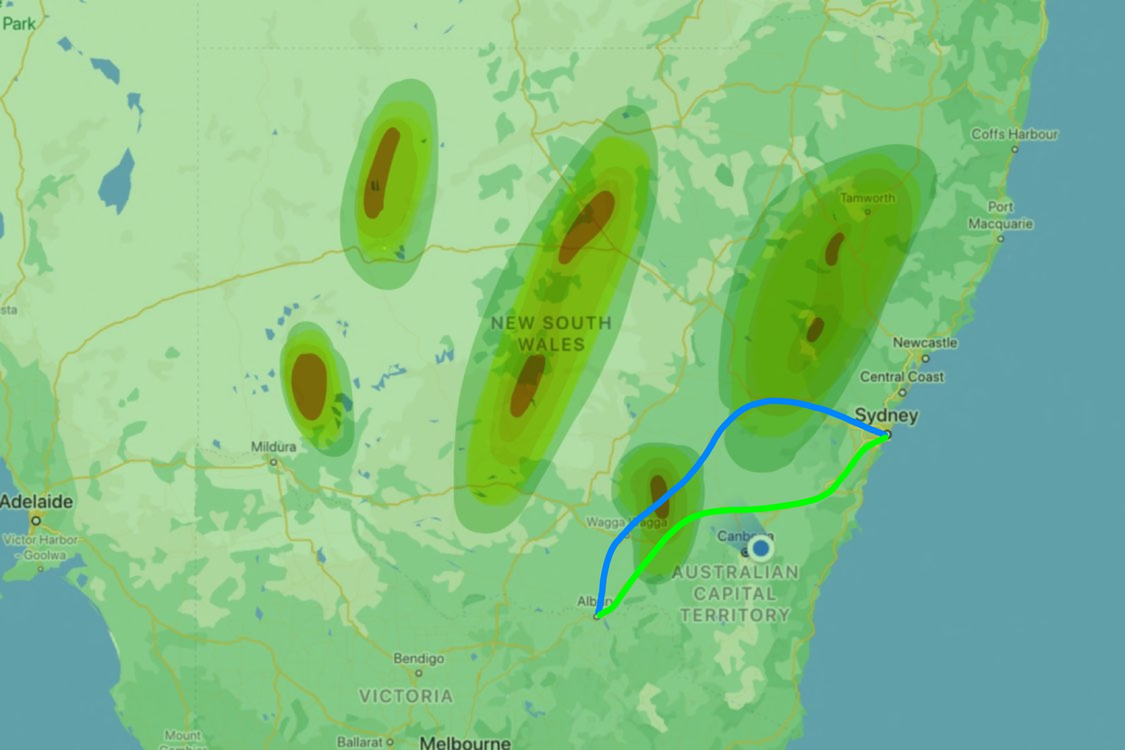 Park
Coffs Harbour
Tamworth
Port
Macquarie
NEW SOUTH
WALES
Newcastle
Central Coast
Sydney
Mildura
Adelaide
Victor Harbor
- Goolwa
Wagga Wagga
Canberra
AUSTRALIAN
CAPITAL
TERRITORY
Albury
Bendigo
VICTORIA
Mount
Ballarat
Melbourne